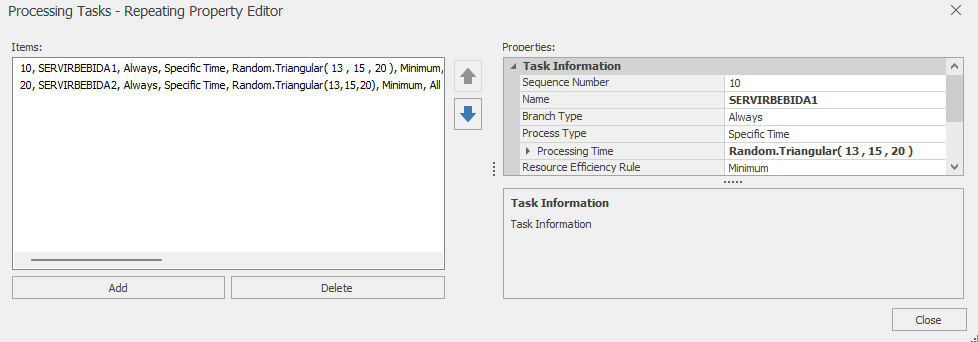 Processing Tasks - Repeating Property Editor
Items:
10, SERVIRBEBIDA1, Always, Specific Time, Random.Triangular( 13 , 15 , 20 ), Minimum,
20, SERVIRBEBIDA2, Always, Specific Time, Random.Triangular(13,15,20), Minimum, All
Add
Delete
Properties:
Task Information
Sequence Number 10
Name SERVIRBEBIDA1
Branch Type Always
Process Type Specific Time
Processing Time Random.Triangular( 13 , 15 , 20 )
Resource Efficiency Rule Minimum
Task Information
Task Information
Close